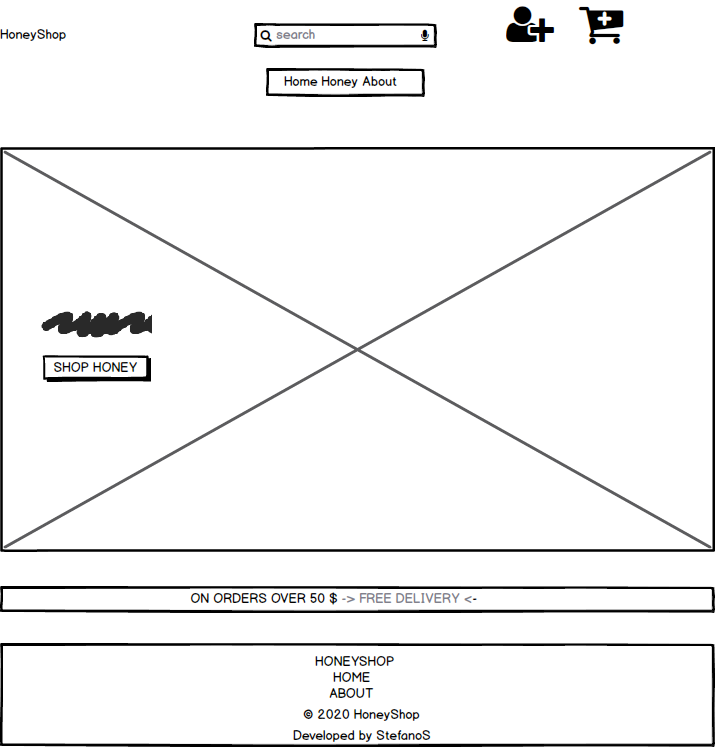 HoneyShop
search
Home Honey About
SHOP HONEY
ON ORDERS OVER 50 $ -> FREE DELIVERY <-
HONEYSHOP
HOME
ABOUT
© 2020 HoneyShop
Developed by StefanoS